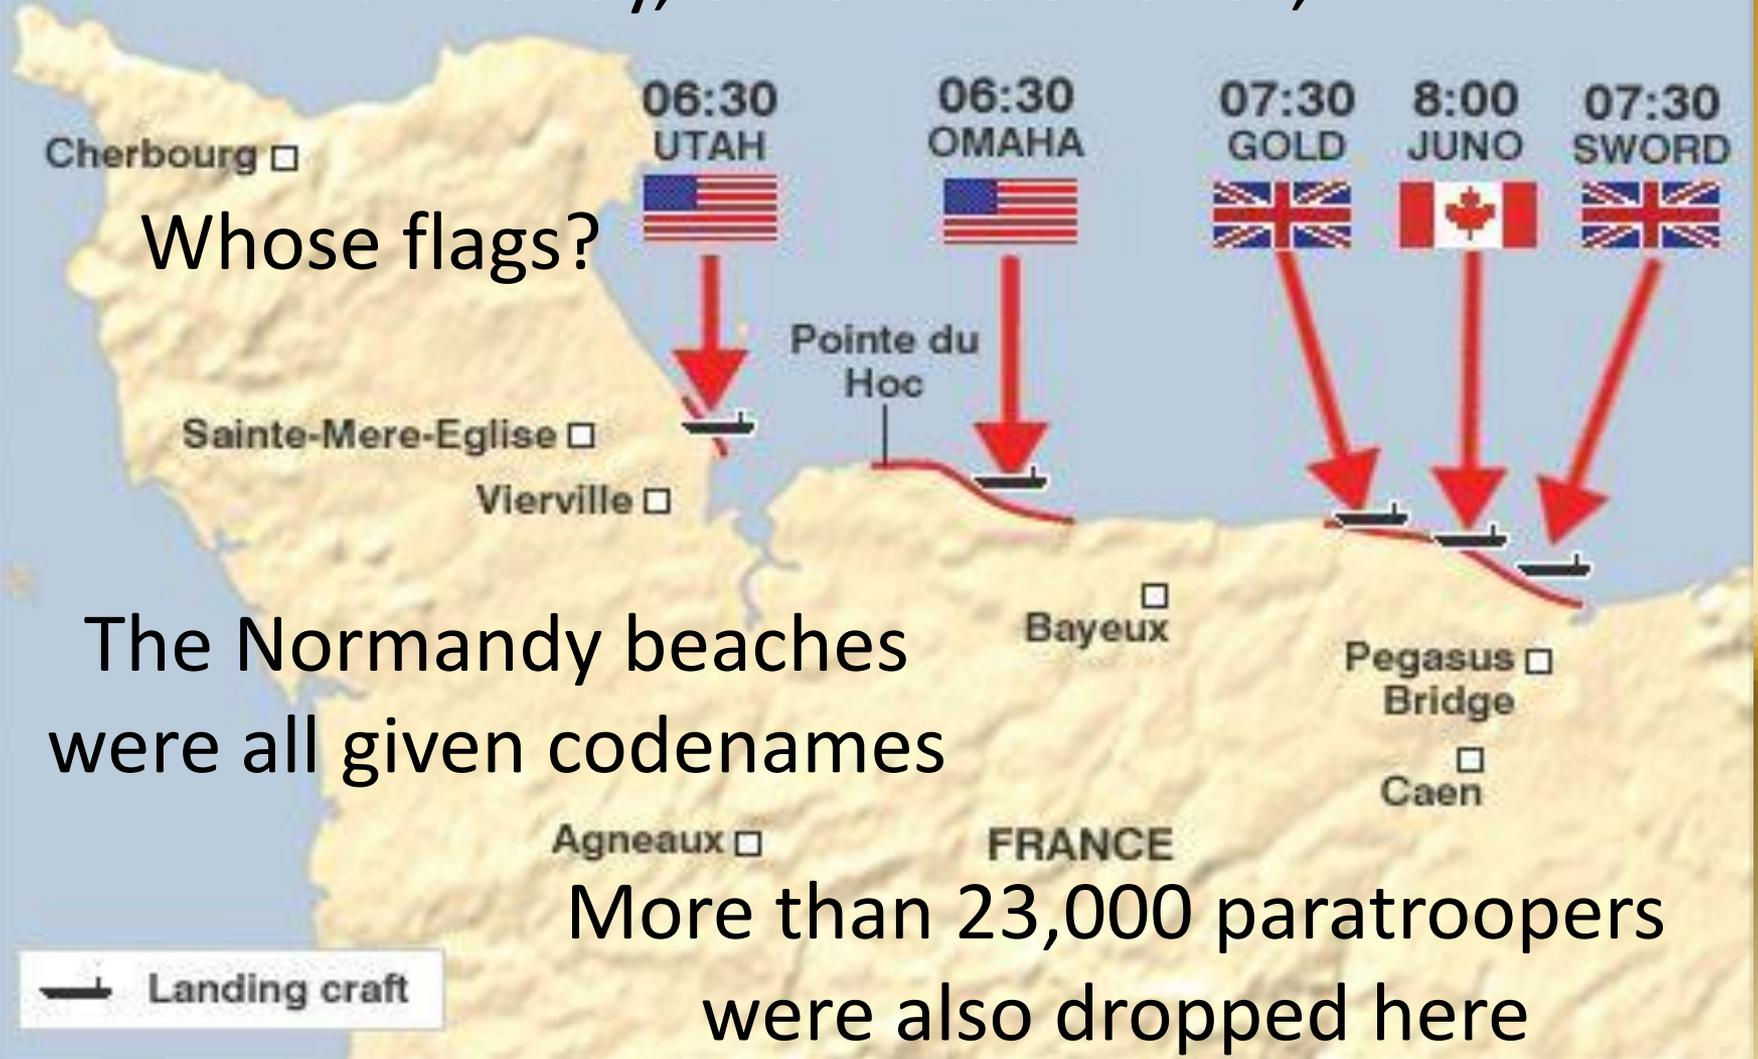 06:30
UTAH
06:30
OMAHA
07:30
GOLD
8:00
JUNO
07:30
SWORD
Cherbourg
Whose flags?
Pointe du
Hoc
Sainte-Mere-Eglise
Vierville
The Normandy beaches
were all given codenames
Bayeux
Pegasus
Bridge
Caen
Agneaux
FRANCE
More than 23,000 paratroopers
were also dropped here
Landing craft